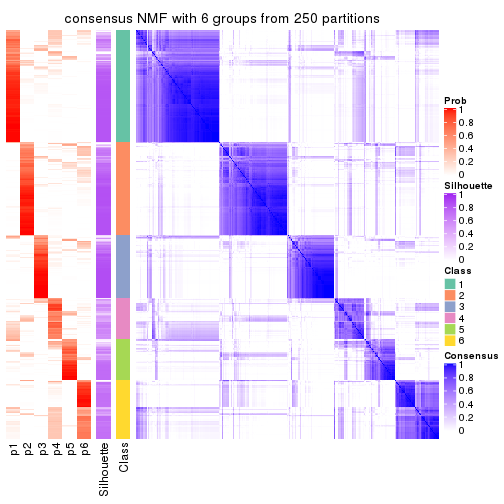 consensus NMF with 6 groups from 250 partitions
Prob
1
0.8
0.6
0.4
0.2
0
Silhouette
1
0.8
0.6
0.4
0.2
0
Class
1
2
3
4
5
6
Consensus
1
0.8
0.6
0.4
0.2
0
p1
p2
p3
p4
p5
p6
Silhouette
Class